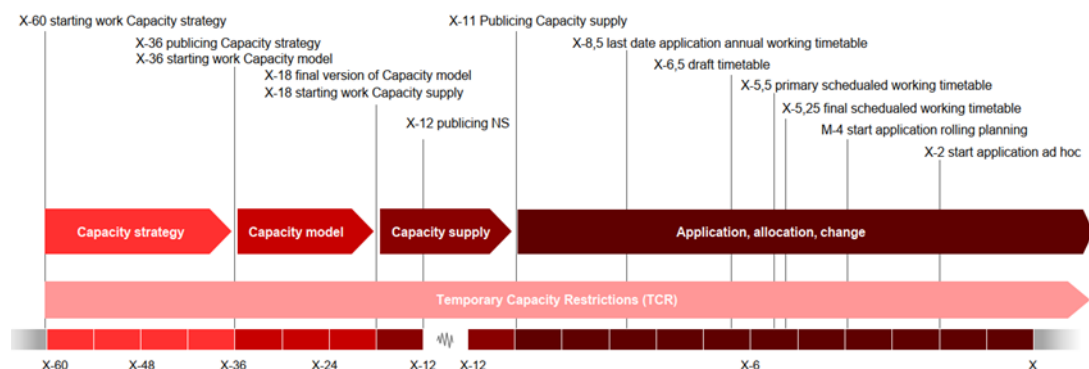 X-60 starting work Capacity strategy
X-11 Publicing Capacity supply
X-36 publicing Capacity strategy
X-36 starting work Capacity model
X-8,5 last date application annual working timetable
X-6,5 draft timetable
X-18 final version of Capacity model
X-18 starting work Capacity supply
X-5,5 primary schedualed working timetable
X-5,25 final schedualed working timetable
X-12 publicing NS
M-4 start application rolling planning
X-2 start application ad hoc
Capacity strategy
Capacity model
Capacity supply
Application, allocation, change
Temporary Capacity Restrictions (TCR)
X-60
X-48
X-36
X-24
X-12
X-12
X-6
X